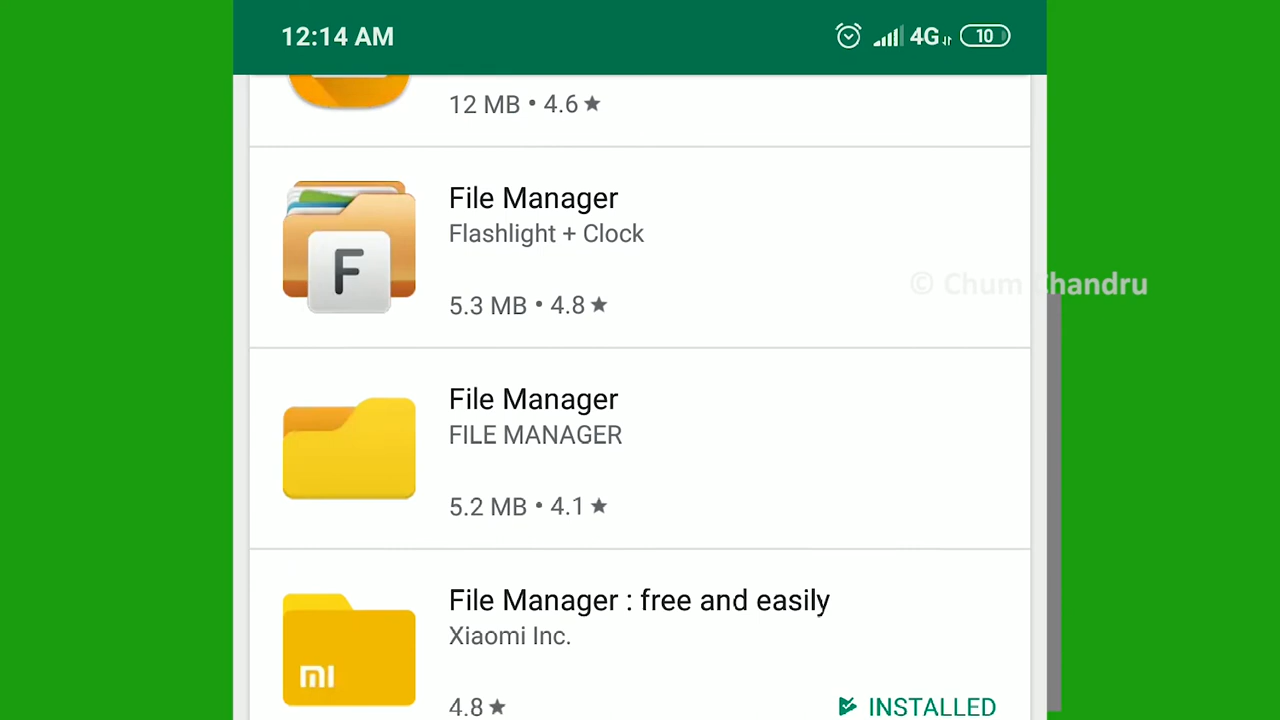 12:14 AM
4G
10
12 MB • 4.6 ★
File Manager
Flashlight + Clock
F
5.3 MB • 4.8 ★
© Chum Chandru
File Manager
FILE MANAGER
5.2 MB • 4.1 ★
File Manager : free and easily
Xiaomi Inc.
mi
4.8 ★
INSTALLED